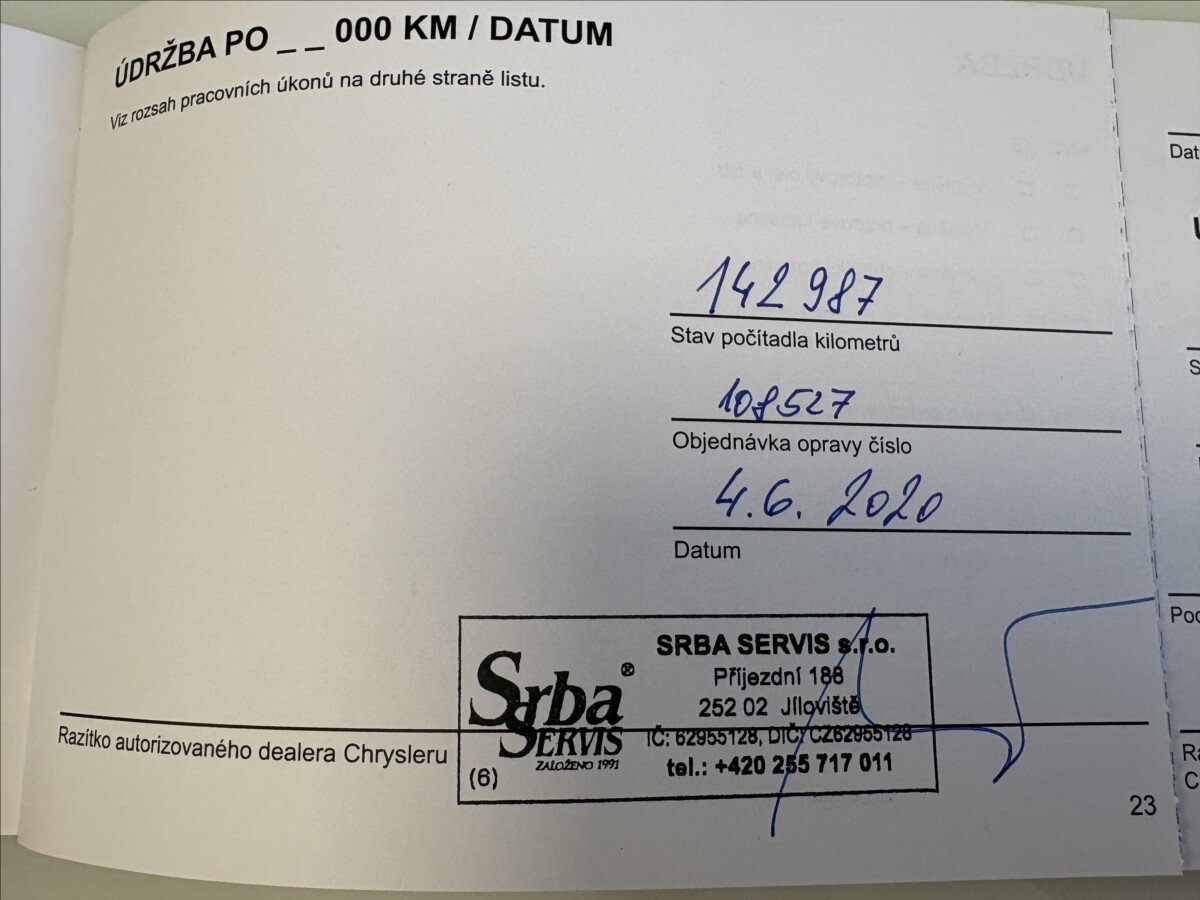 ÚDRŽBA PO _ _ 000 KM / DATUM
Viz rozsah pracovních úkonů na druhé straně listu.
142 987
Stav počítadla kilometrů
108527
Objednávka opravy číslo
4.6. 2020
Datum
Srba ®
SERVIS
ZALOŽENO 1991
(6)
SRBA SERVIS s.r.o.
Příjezdní 188
252 02 Jíloviště
IČ: 62955128, DIČ: CZ62955128
tel.: +420 255 717 011
Razítko autorizovaného dealera Chrysleru
23